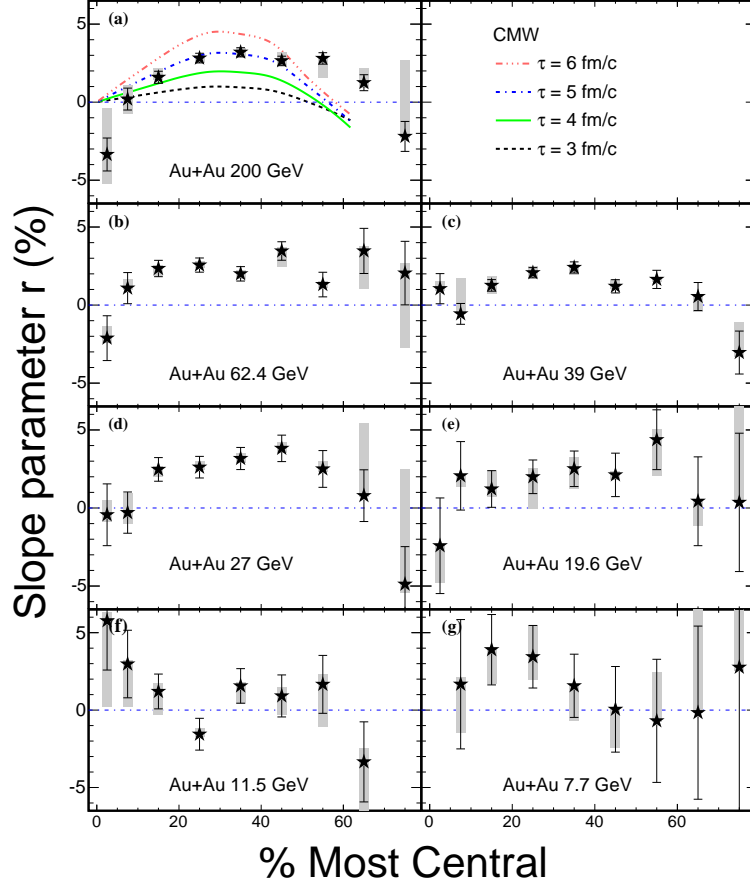 (a)
CMW
τ = 6 fm/c
τ = 5 fm/c
τ = 4 fm/c
τ = 3 fm/c
5
0
-5
Au+Au 200 GeV
(b)
(c)
5
0
-5
Au+Au 62.4 GeV
Au+Au 39 GeV
(d)
(e)
5
0
-5
Au+Au 27 GeV
Au+Au 19.6 GeV
(f)
(g)
5
0
-5
Au+Au 11.5 GeV
Au+Au 7.7 GeV
0 20 40 60
0 20 40 60
Slope parameter r (%)
% Most Central